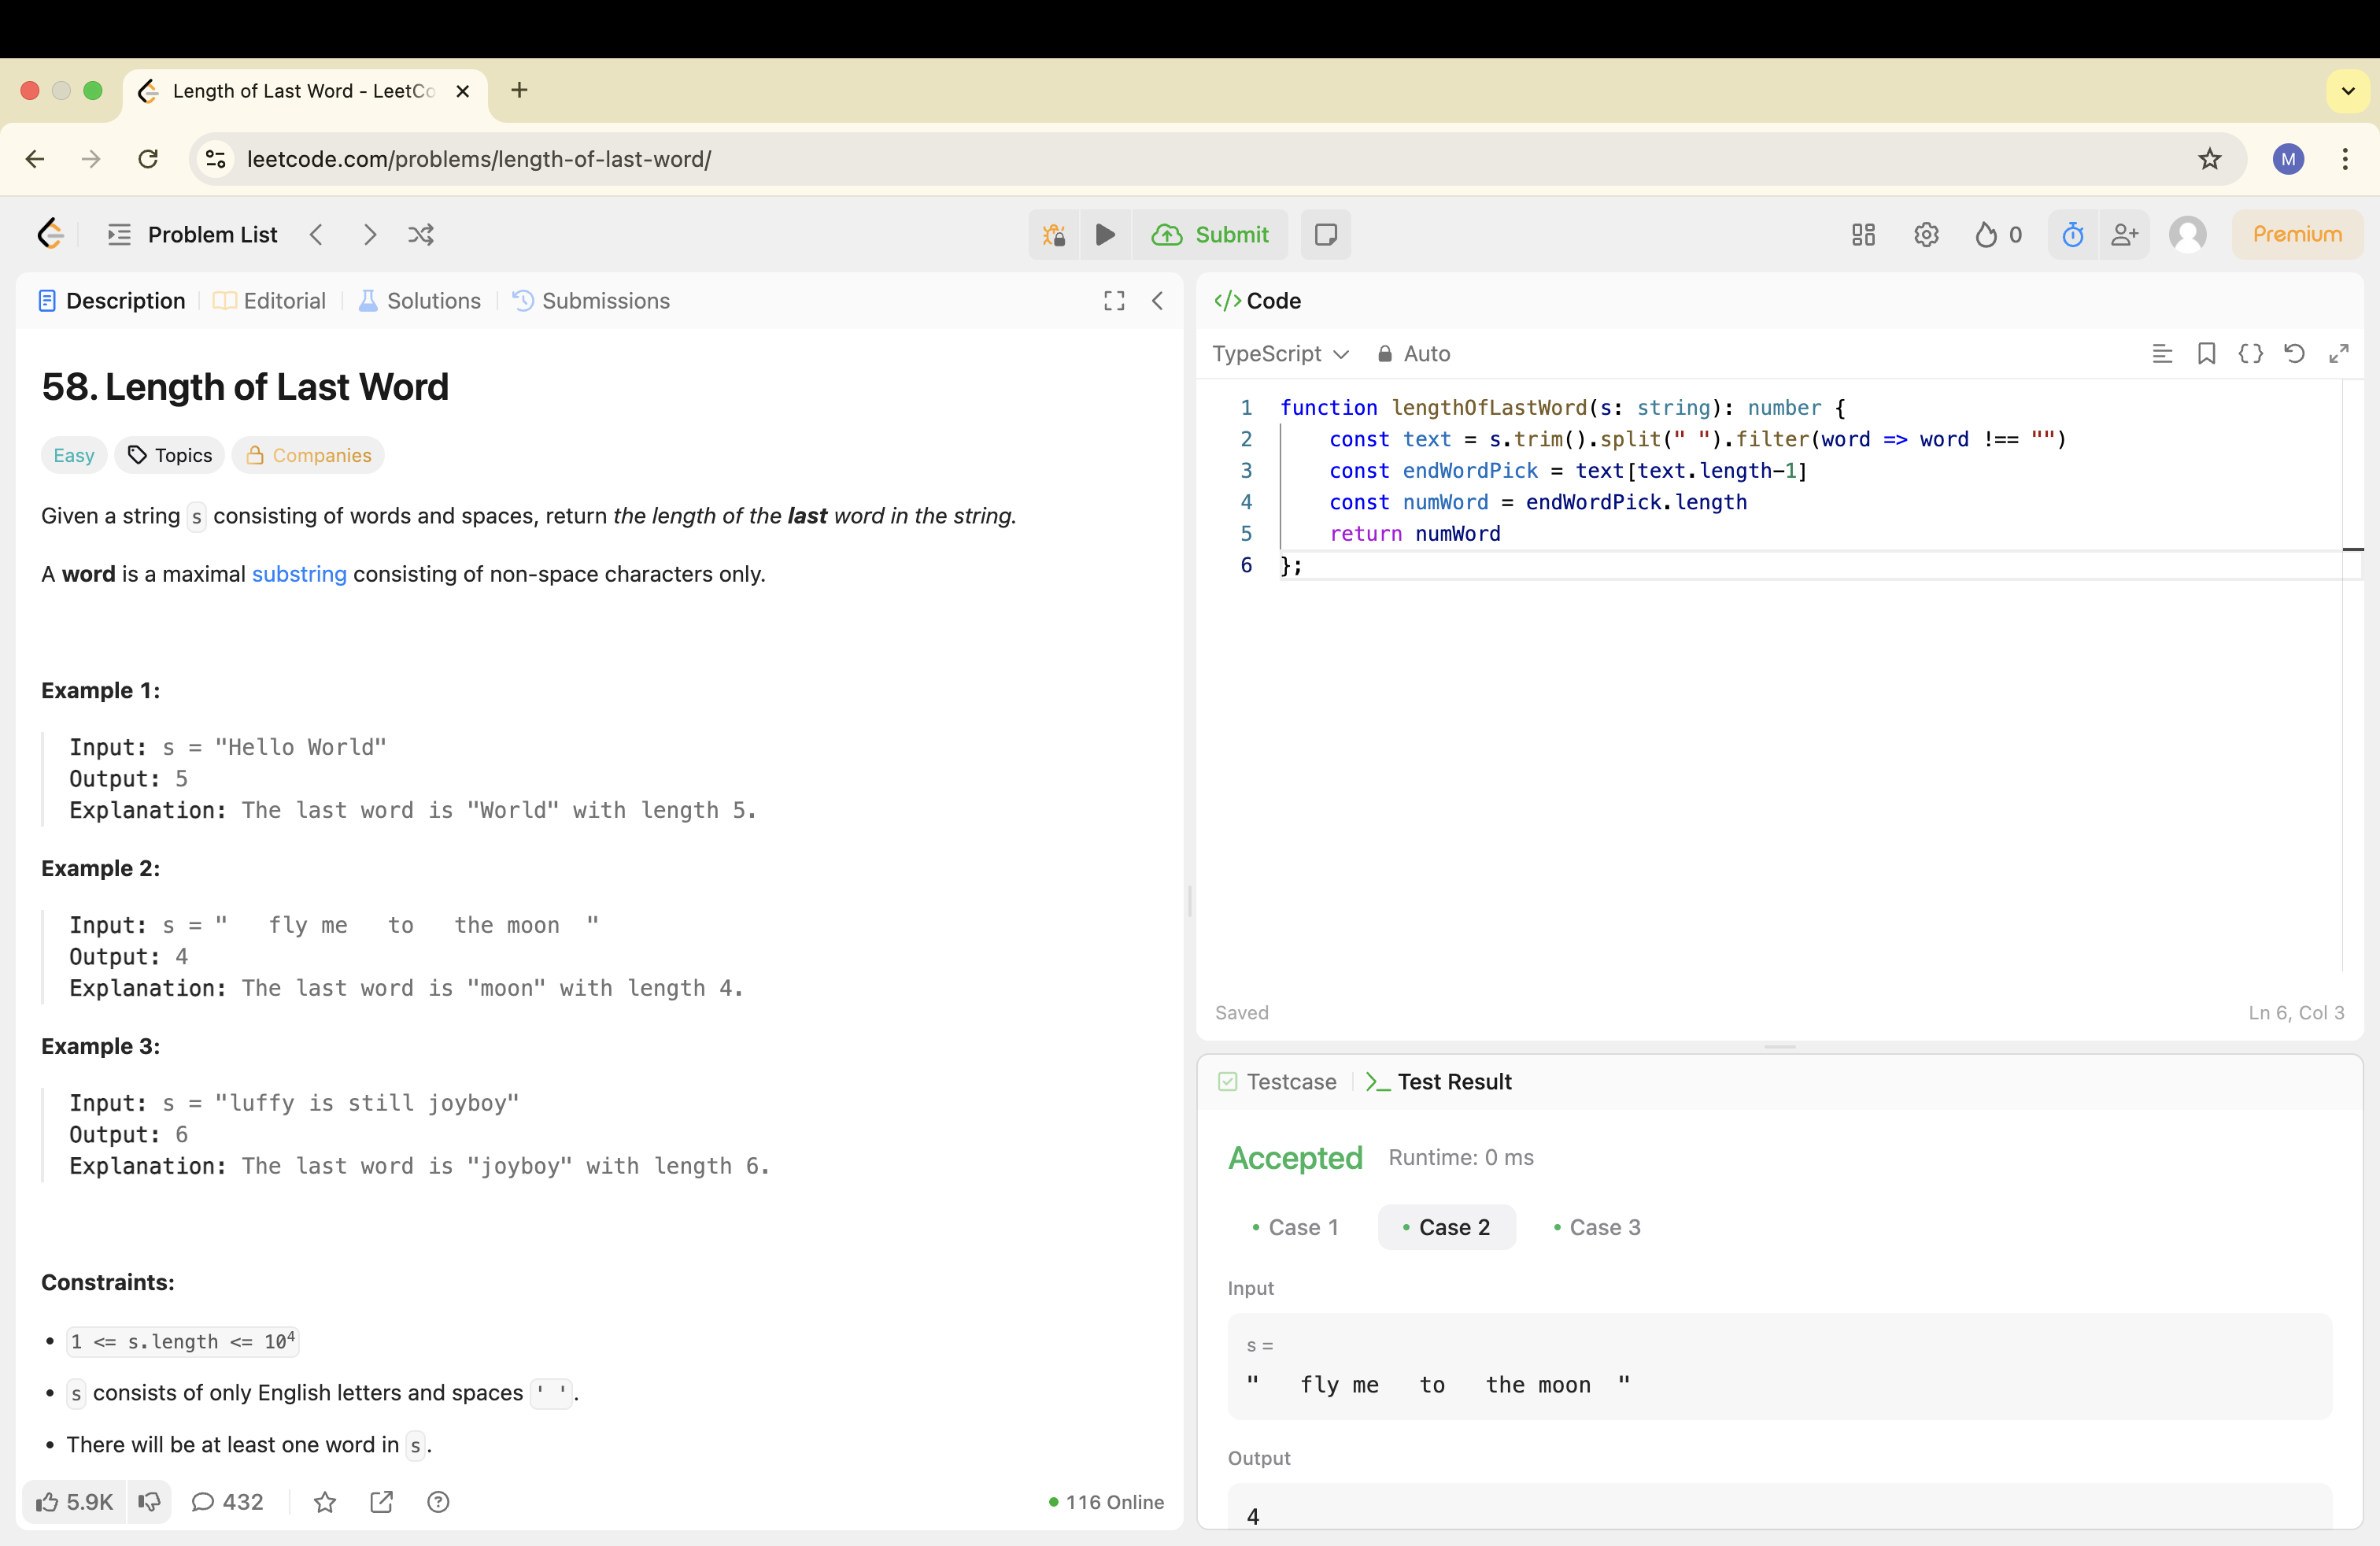 Length of Last Word - LeetCo
leetcode.com/problems/length-of-last-word/
M
Problem List
Submit
0
Premium
Description
Editorial
Solutions
Submissions
58. Length of Last Word
Easy
Topics
Companies
Given a string s consisting of words and spaces, return the length of the last word in the string.
A word is a maximal substring consisting of non-space characters only.
Example 1:
Input: s = "Hello World"
Output: 5
Explanation: The last word is "World" with length 5.
Example 2:
Input: s = "   fly me   to   the moon  "
Output: 4
Explanation: The last word is "moon" with length 4.
Example 3:
Input: s = "luffy is still joyboy"
Output: 6
Explanation: The last word is "joyboy" with length 6.
Constraints:
• 1 <= s.length <= 10⁴
• s consists of only English letters and spaces ' '.
• There will be at least one word in s.
5.9K
432
116 Online
</> Code
TypeScript
Auto
1 function lengthOfLastWord(s: string): number {
2     const text = s.trim().split(" ").filter(word => word !== "")
3     const endWordPick = text[text.length-1]
4     const numWord = endWordPick.length
5     return numWord
6 };
Saved
Ln 6, Col 3
Testcase
>_ Test Result
Accepted
Runtime: 0 ms
• Case 1
• Case 2
• Case 3
Input
s =
"   fly me   to   the moon  "
Output
4